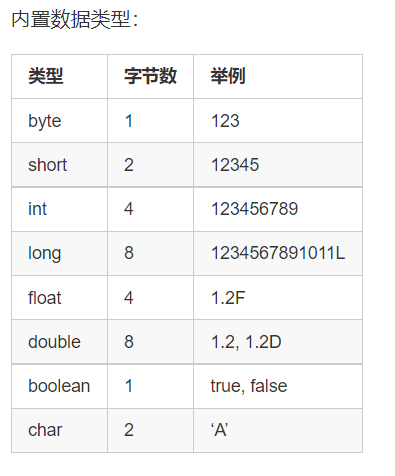 内置数据类型：
类型 字节数 举例
byte 1 123
short 2 12345
int 4 123456789
long 8 1234567891011L
float 4 1.2F
double 8 1.2, 1.2D
boolean 1 true, false
char 2 ‘A’